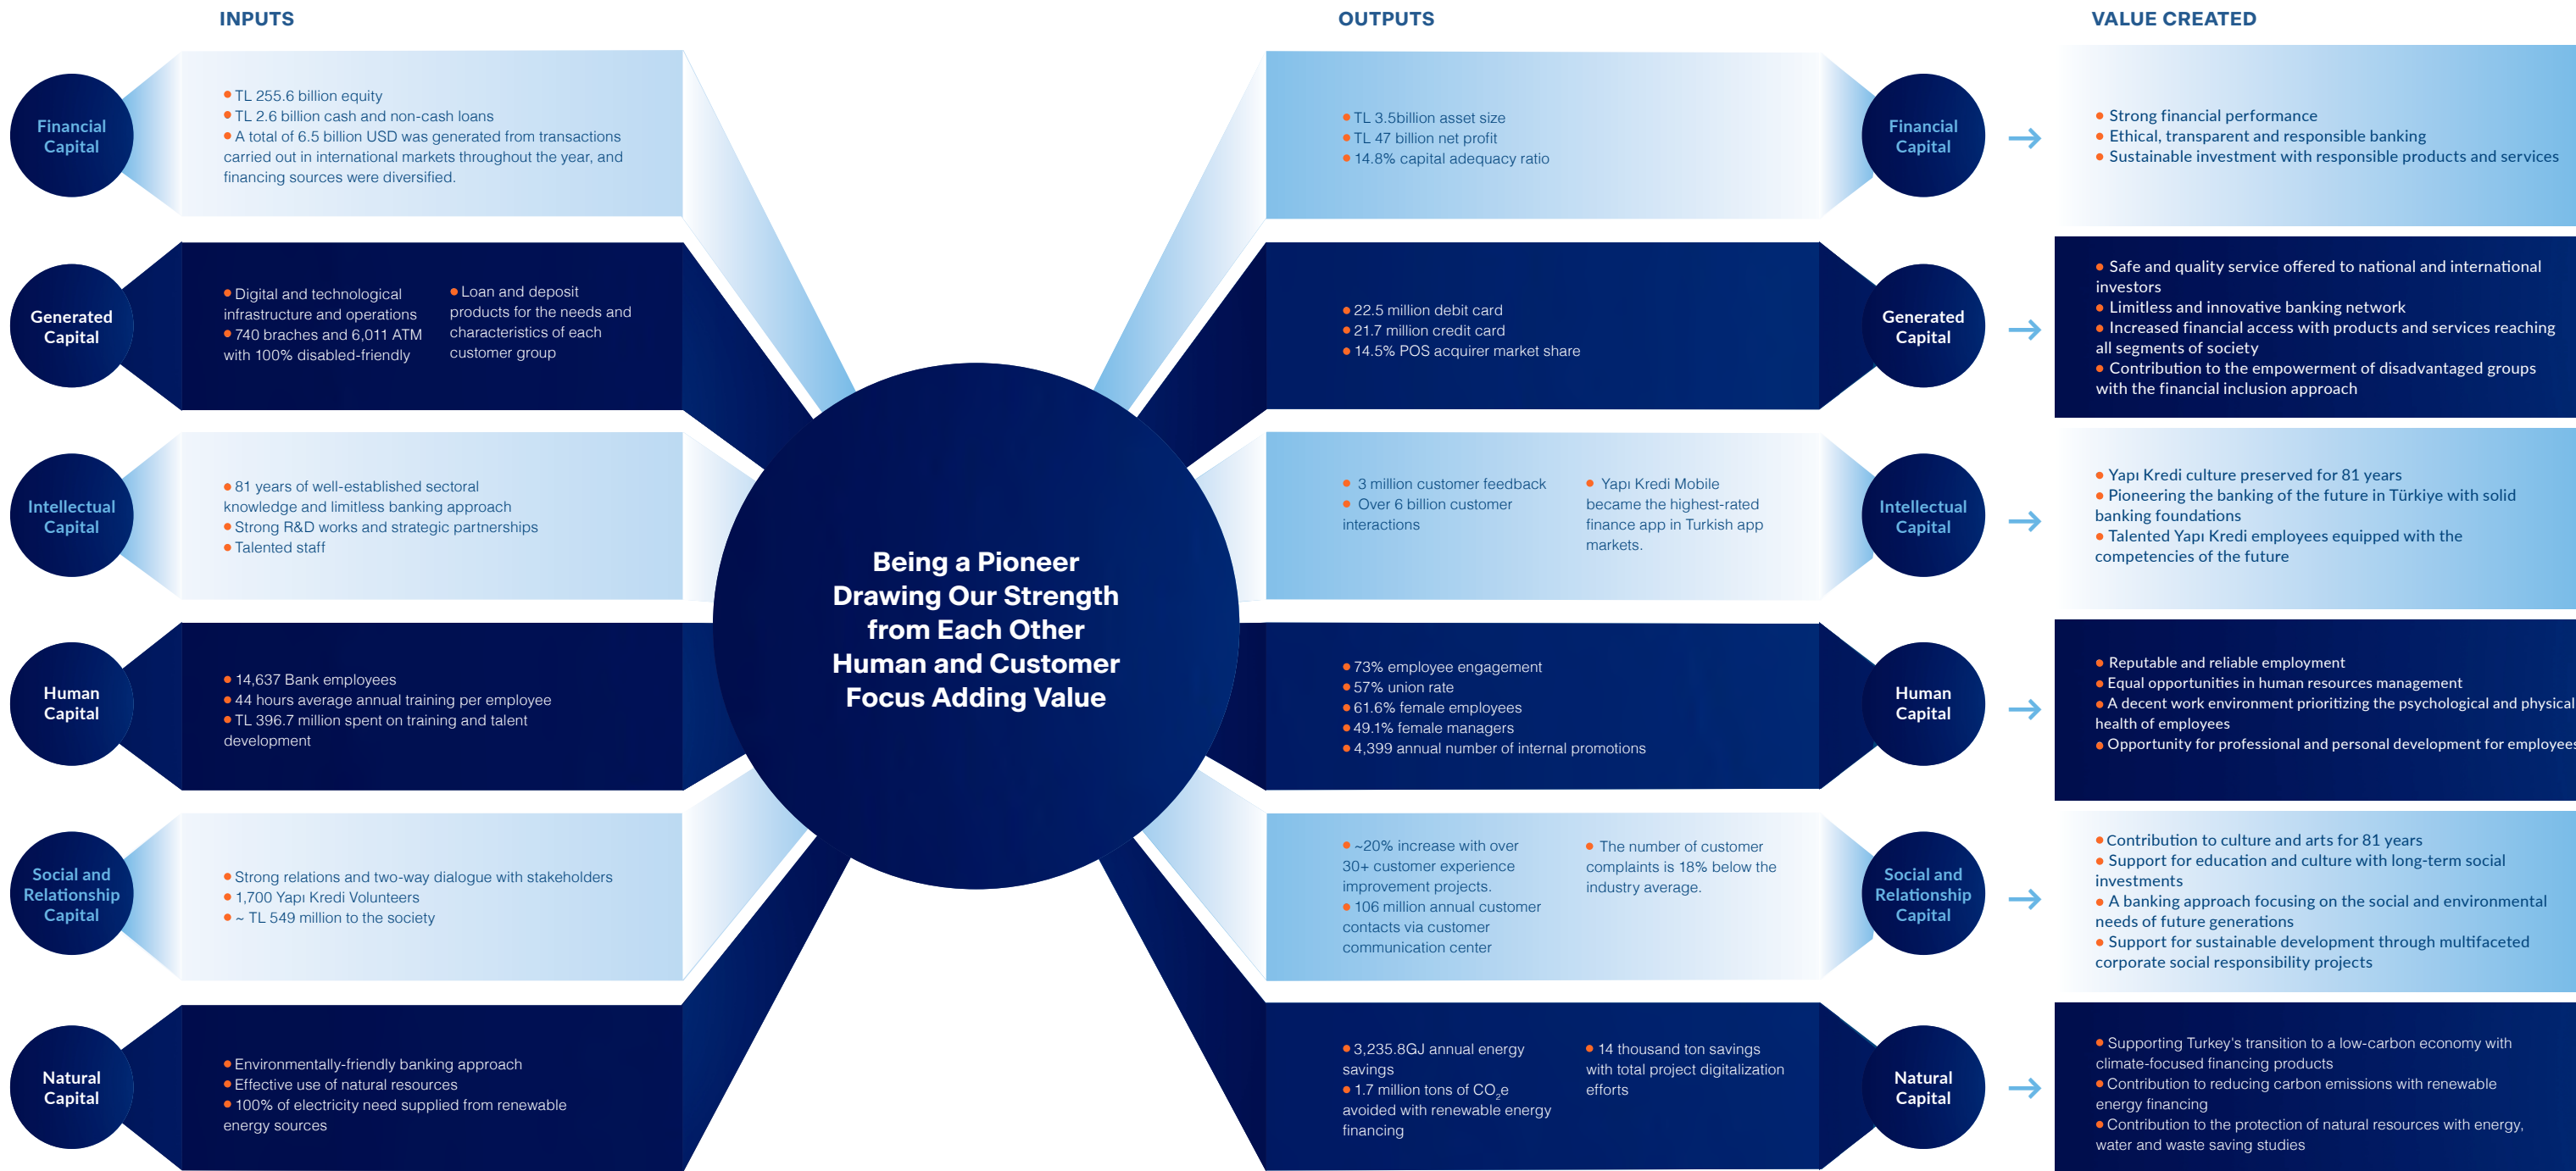 INPUTS
OUTPUTS
VALUE CREATED
Financial
Capital
• TL 255.6 billion equity
• TL 2.6 billion cash and non-cash loans
• A total of 6.5 billion USD was generated from transactions
carried out in international markets throughout the year, and
financing sources were diversified.
• TL 3.5billion asset size
• TL 47 billion net profit
• 14.8% capital adequacy ratio
Financial
Capital
→
• Strong financial performance
• Ethical, transparent and responsible banking
• Sustainable investment with responsible products and services
Generated
Capital
• Digital and technological
infrastructure and operations
• 740 braches and 6,011 ATM
with 100% disabled-friendly
• Loan and deposit
products for the needs and
characteristics of each
customer group
• 22.5 million debit card
• 21.7 million credit card
• 14.5% POS acquirer market share
Generated
Capital
→
• Safe and quality service offered to national and international
investors
• Limitless and innovative banking network
• Increased financial access with products and services reaching
all segments of society
• Contribution to the empowerment of disadvantaged groups
with the financial inclusion approach
Intellectual
Capital
• 81 years of well-established sectoral
knowledge and limitless banking approach
• Strong R&D works and strategic partnerships
• Talented staff
• 3 million customer feedback
• Over 6 billion customer
interactions
• Yapı Kredi Mobile
became the highest-rated
finance app in Turkish app
markets.
Intellectual
Capital
→
• Yapı Kredi culture preserved for 81 years
• Pioneering the banking of the future in Türkiye with solid
banking foundations
• Talented Yapı Kredi employees equipped with the
competencies of the future
Being a Pioneer
Drawing Our Strength
from Each Other
Human and Customer
Focus Adding Value
Human
Capital
• 14,637 Bank employees
• 44 hours average annual training per employee
• TL 396.7 million spent on training and talent
development
• 73% employee engagement
• 57% union rate
• 61.6% female employees
• 49.1% female managers
• 4,399 annual number of internal promotions
Human
Capital
→
• Reputable and reliable employment
• Equal opportunities in human resources management
• A decent work environment prioritizing the psychological and physical
health of employees
• Opportunity for professional and personal development for employees
Social and
Relationship
Capital
• Strong relations and two-way dialogue with stakeholders
• 1,700 Yapı Kredi Volunteers
• ~ TL 549 million to the society
• ~20% increase with over
30+ customer experience
improvement projects.
• 106 million annual customer
contacts via customer
communication center
• The number of customer
complaints is 18% below the
industry average.
Social and
Relationship
Capital
→
• Contribution to culture and arts for 81 years
• Support for education and culture with long-term social
investments
• A banking approach focusing on the social and environmental
needs of future generations
• Support for sustainable development through multifaceted
corporate social responsibility projects
Natural
Capital
• Environmentally-friendly banking approach
• Effective use of natural resources
• 100% of electricity need supplied from renewable
energy sources
• 3,235.8GJ annual energy
savings
• 1.7 million tons of CO₂e
avoided with renewable energy
financing
• 14 thousand ton savings
with total project digitalization
efforts
Natural
Capital
→
• Supporting Turkey's transition to a low-carbon economy with
climate-focused financing products
• Contribution to reducing carbon emissions with renewable
energy financing
• Contribution to the protection of natural resources with energy,
water and waste saving studies